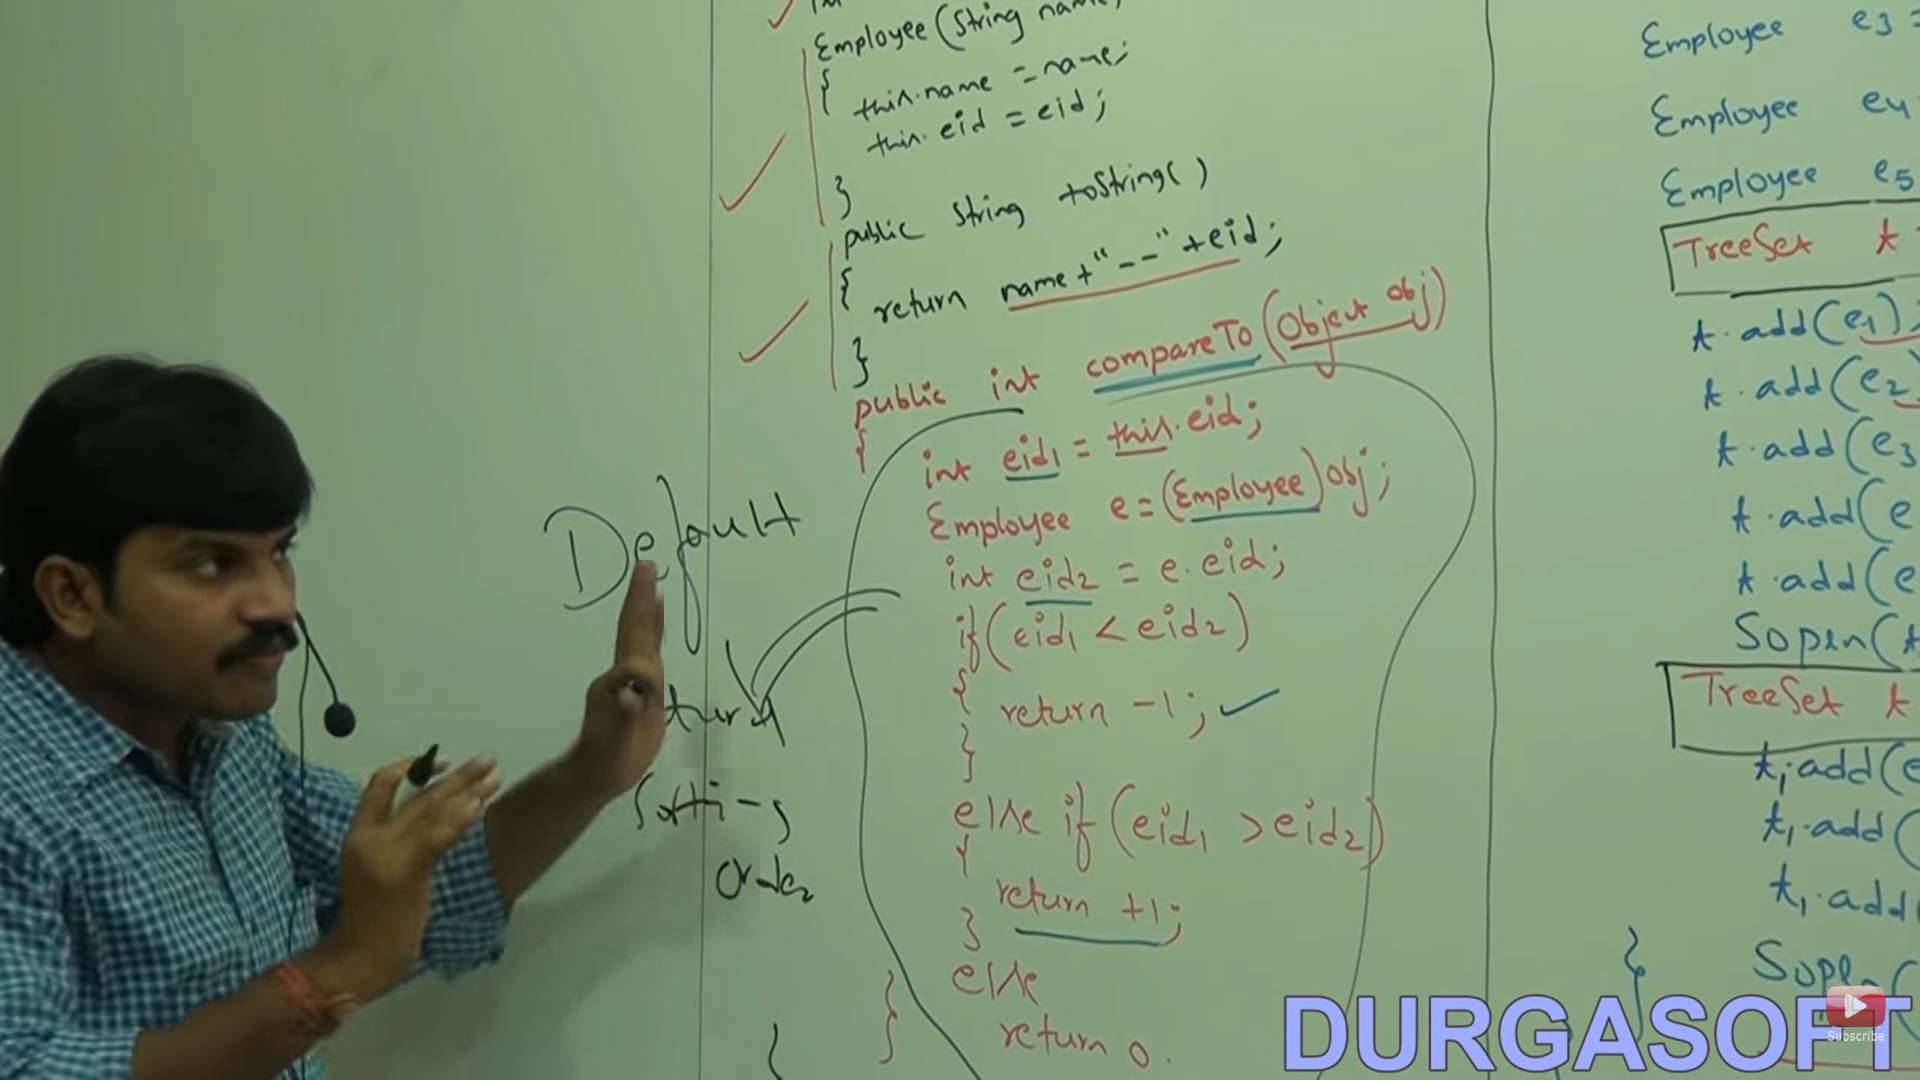 Employee(String name,
{
this.name = name;
this.eid = eid;
}
public String toString()
{
return name+"--"+eid;
}
public int compareTo(Object obj)
{
int eid1 = this.eid;
Employee e=(Employee)obj;
int eid2 = e.eid;
if(eid1 < eid2)
{
return -1;
}
else if(eid1 > eid2)
{
return +1;
}
else
return 0.
}
}
Default
Sorting
order
Employee e3 =
Employee e4
Employee e5
TreeSet t
t.add(e1);
t.add(e2)
t.add(e3
t.add(e
t.add(e
Sopln(t
TreeSet t
t1.add(e
t1.add(
t1.add(
Sopln(
}
DURGASOFT
Subscribe